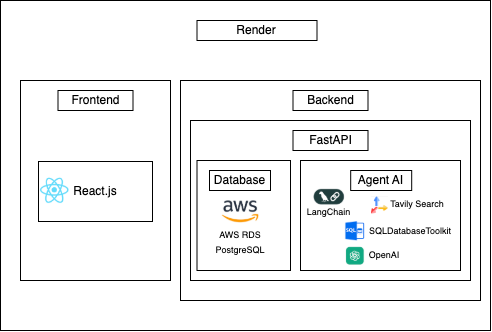 Render
Frontend
React.js
Backend
FastAPI
Database
aws
AWS RDS
PostgreSQL
Agent AI
LangChain
Tavily Search
SQL
SQLDatabaseToolkit
OpenAI